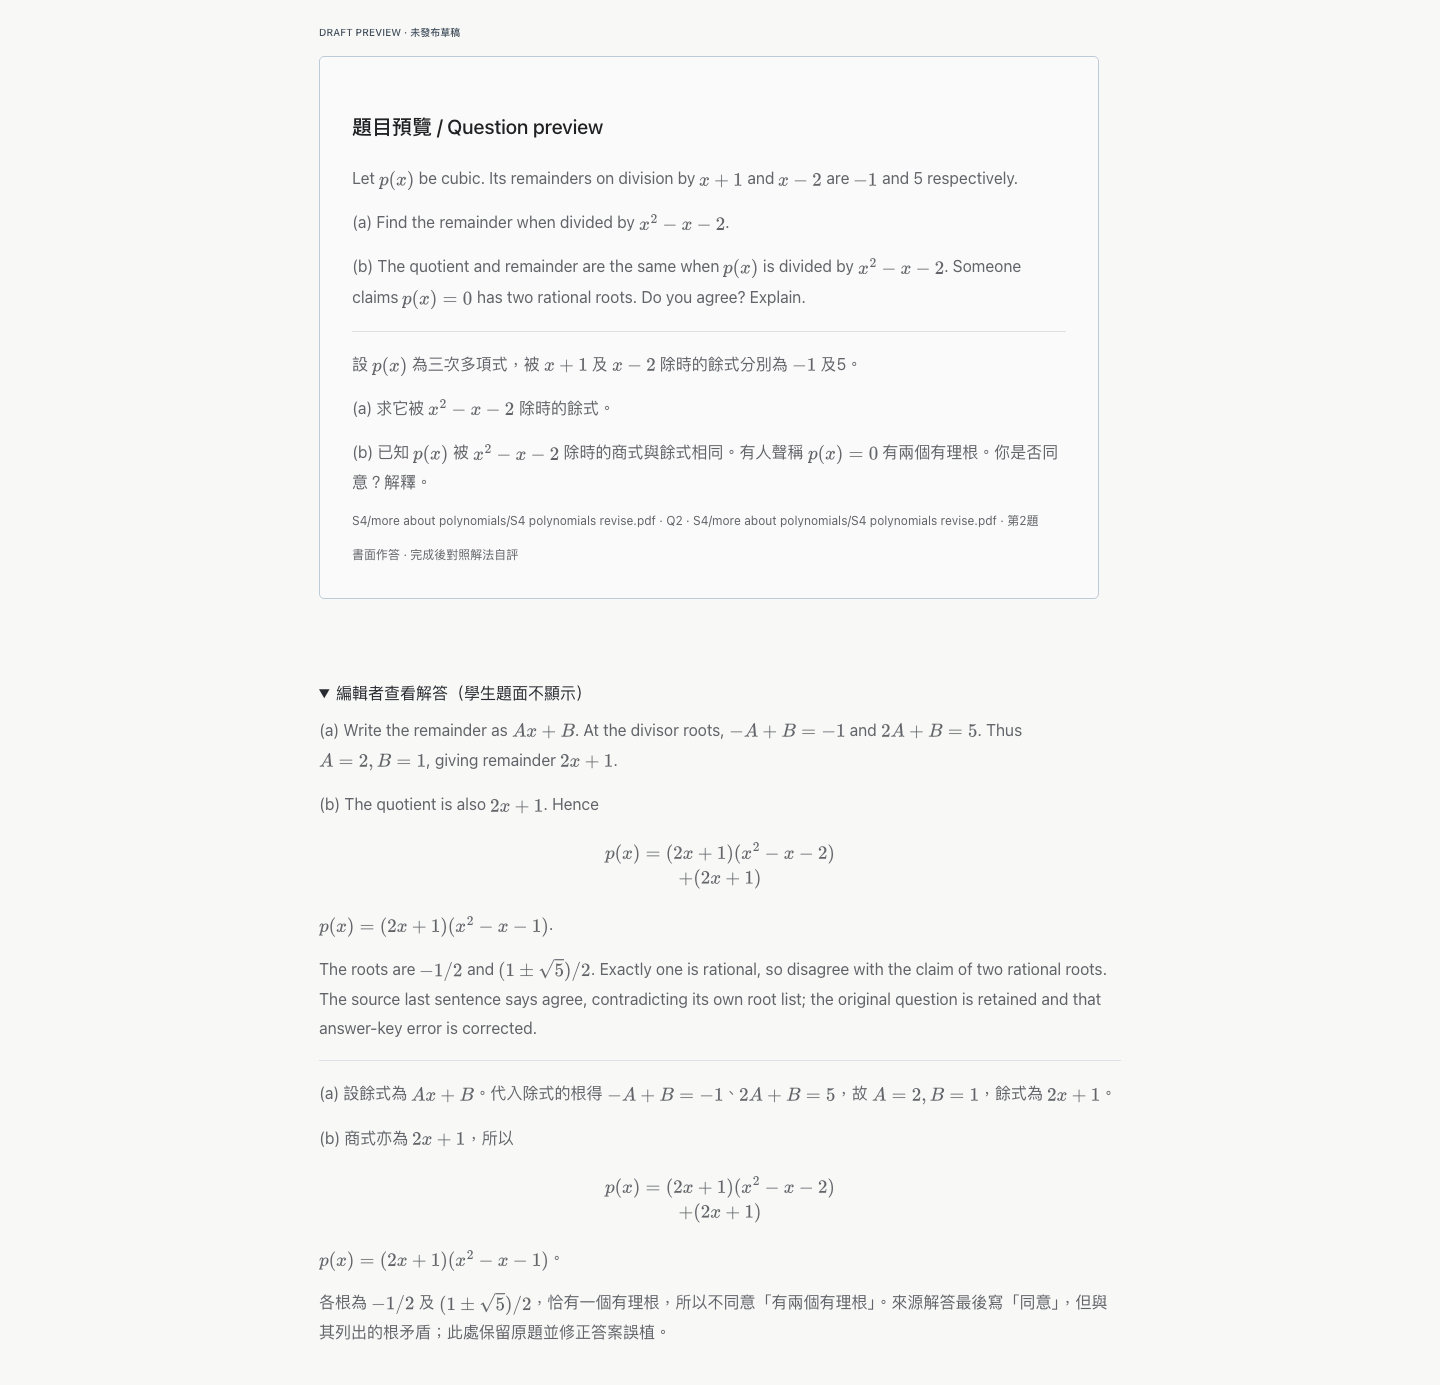 DRAFT PREVIEW · 未發布草稿
題目預覽 / Question preview
Let p(x) be cubic. Its remainders on division by x + 1 and x − 2 are −1 and 5 respectively.
(a) Find the remainder when divided by x² − x − 2.
(b) The quotient and remainder are the same when p(x) is divided by x² − x − 2. Someone
claims p(x) = 0 has two rational roots. Do you agree? Explain.
設 p(x) 為三次多項式，被 x + 1 及 x − 2 除時的餘式分別為 −1 及5。
(a) 求它被 x² − x − 2 除時的餘式。
(b) 已知 p(x) 被 x² − x − 2 除時的商式與餘式相同。有人聲稱 p(x) = 0 有兩個有理根。你是否同
意？解釋。
S4/more about polynomials/S4 polynomials revise.pdf · Q2 · S4/more about polynomials/S4 polynomials revise.pdf · 第2題
書面作答 · 完成後對照解法自評
▼ 編輯者查看解答（學生題面不顯示）
(a) Write the remainder as Ax + B. At the divisor roots, −A + B = −1 and 2A + B = 5. Thus
A = 2, B = 1, giving remainder 2x + 1.
(b) The quotient is also 2x + 1. Hence
p(x) = (2x + 1)(x² − x − 2)
+(2x + 1)
p(x) = (2x + 1)(x² − x − 1).
The roots are −1/2 and (1 ± √5)/2. Exactly one is rational, so disagree with the claim of two rational roots.
The source last sentence says agree, contradicting its own root list; the original question is retained and that
answer-key error is corrected.
(a) 設餘式為 Ax + B。代入除式的根得 −A + B = −1、2A + B = 5，故 A = 2, B = 1，餘式為 2x + 1。
(b) 商式亦為 2x + 1，所以
p(x) = (2x + 1)(x² − x − 2)
+(2x + 1)
p(x) = (2x + 1)(x² − x − 1)。
各根為 −1/2 及 (1 ± √5)/2，恰有一個有理根，所以不同意「有兩個有理根」。來源解答最後寫「同意」，但與
其列出的根矛盾；此處保留原題並修正答案誤植。